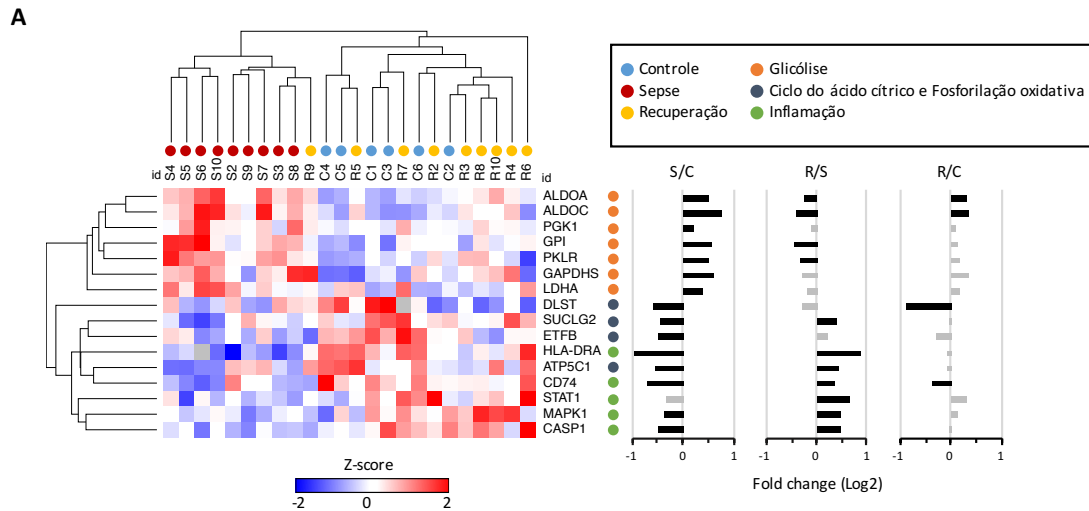 A
Controle
Sepse
Recuperação
Glicólise
Ciclo do ácido cítrico e Fosforilação oxidativa
Inflamação
id S4 S5 S6 S10 S2 S9 S7 S3 S8 R9 C4 C5 R5 C1 C3 R7 C6 R2 C2 R3 R8 R10 R4 R6 id
S/C R/S R/C
ALDOA
ALDOC
PGK1
GPI
PKLR
GAPDHS
LDHA
DLST
SUCLG2
ETFB
HLA-DRA
ATP5C1
CD74
STAT1
MAPK1
CASP1
-1 0 1 -1 0 1 -1 0 1
Fold change (Log2)
Z-score
-2 0 2